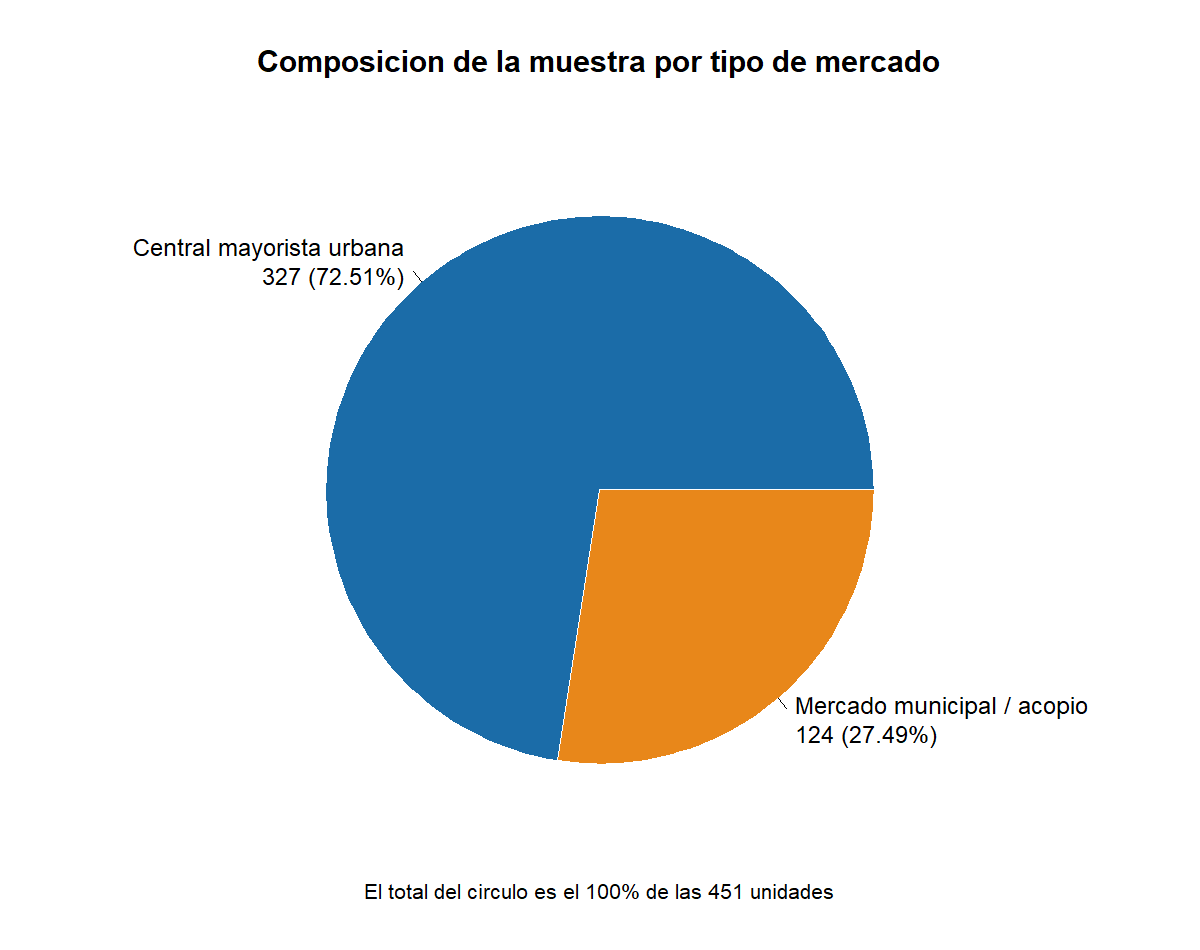 Composicion de la muestra por tipo de mercado
Central mayorista urbana
327 (72.51%)
Mercado municipal / acopio
124 (27.49%)
El total del circulo es el 100% de las 451 unidades